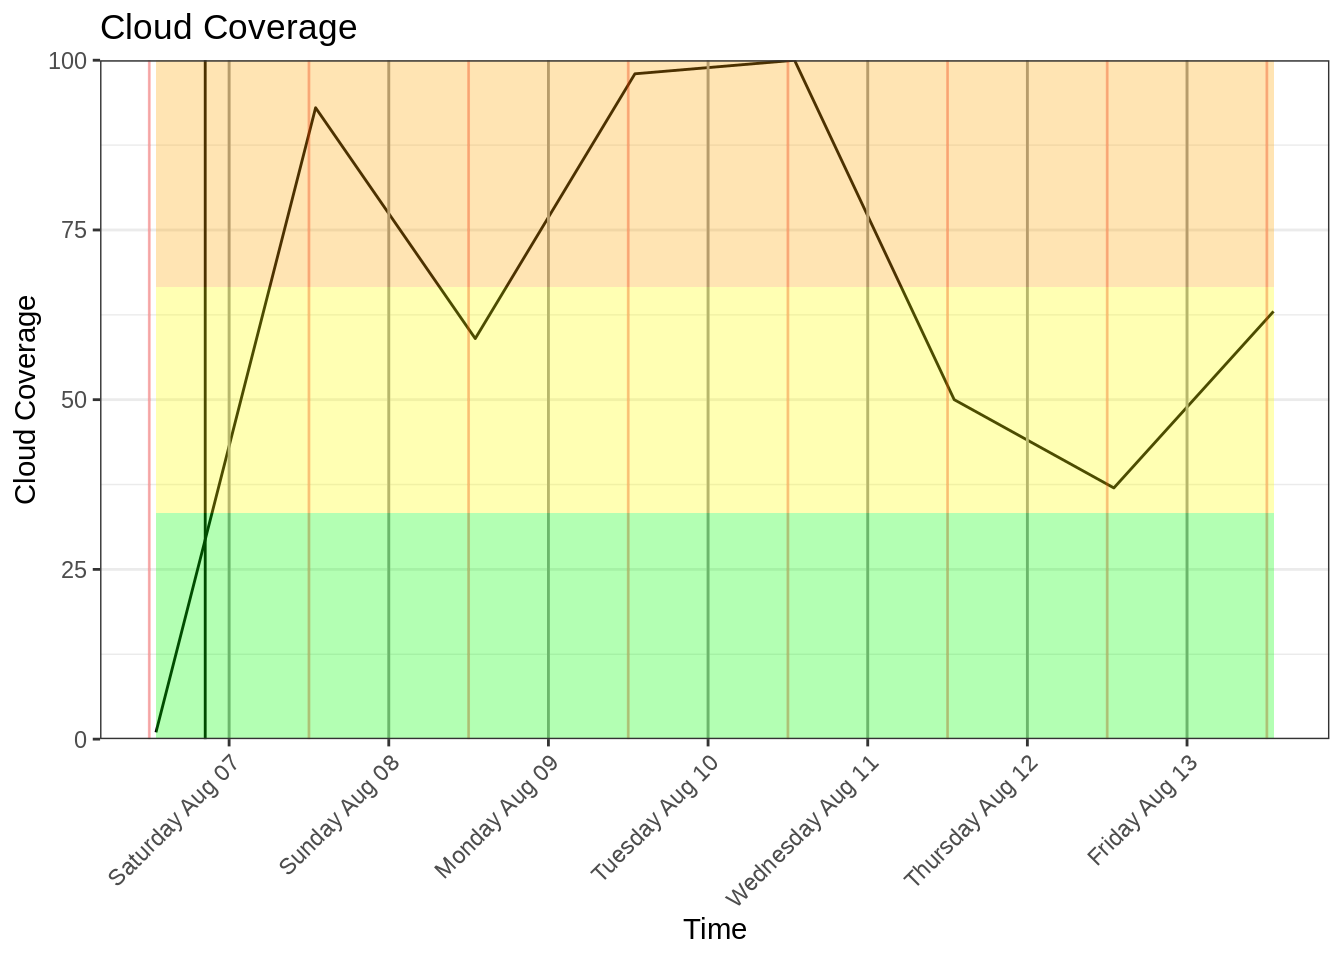 Cloud Coverage
100
75
50
25
0
Cloud Coverage
Saturday Aug 07
Sunday Aug 08
Monday Aug 09
Tuesday Aug 10
Wednesday Aug 11
Thursday Aug 12
Friday Aug 13
Time